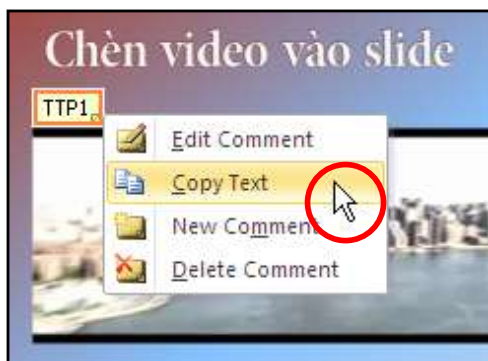 Chèn video vào slide
TTP1
Edit Comment
Copy Text
New Comment
Delete Comment